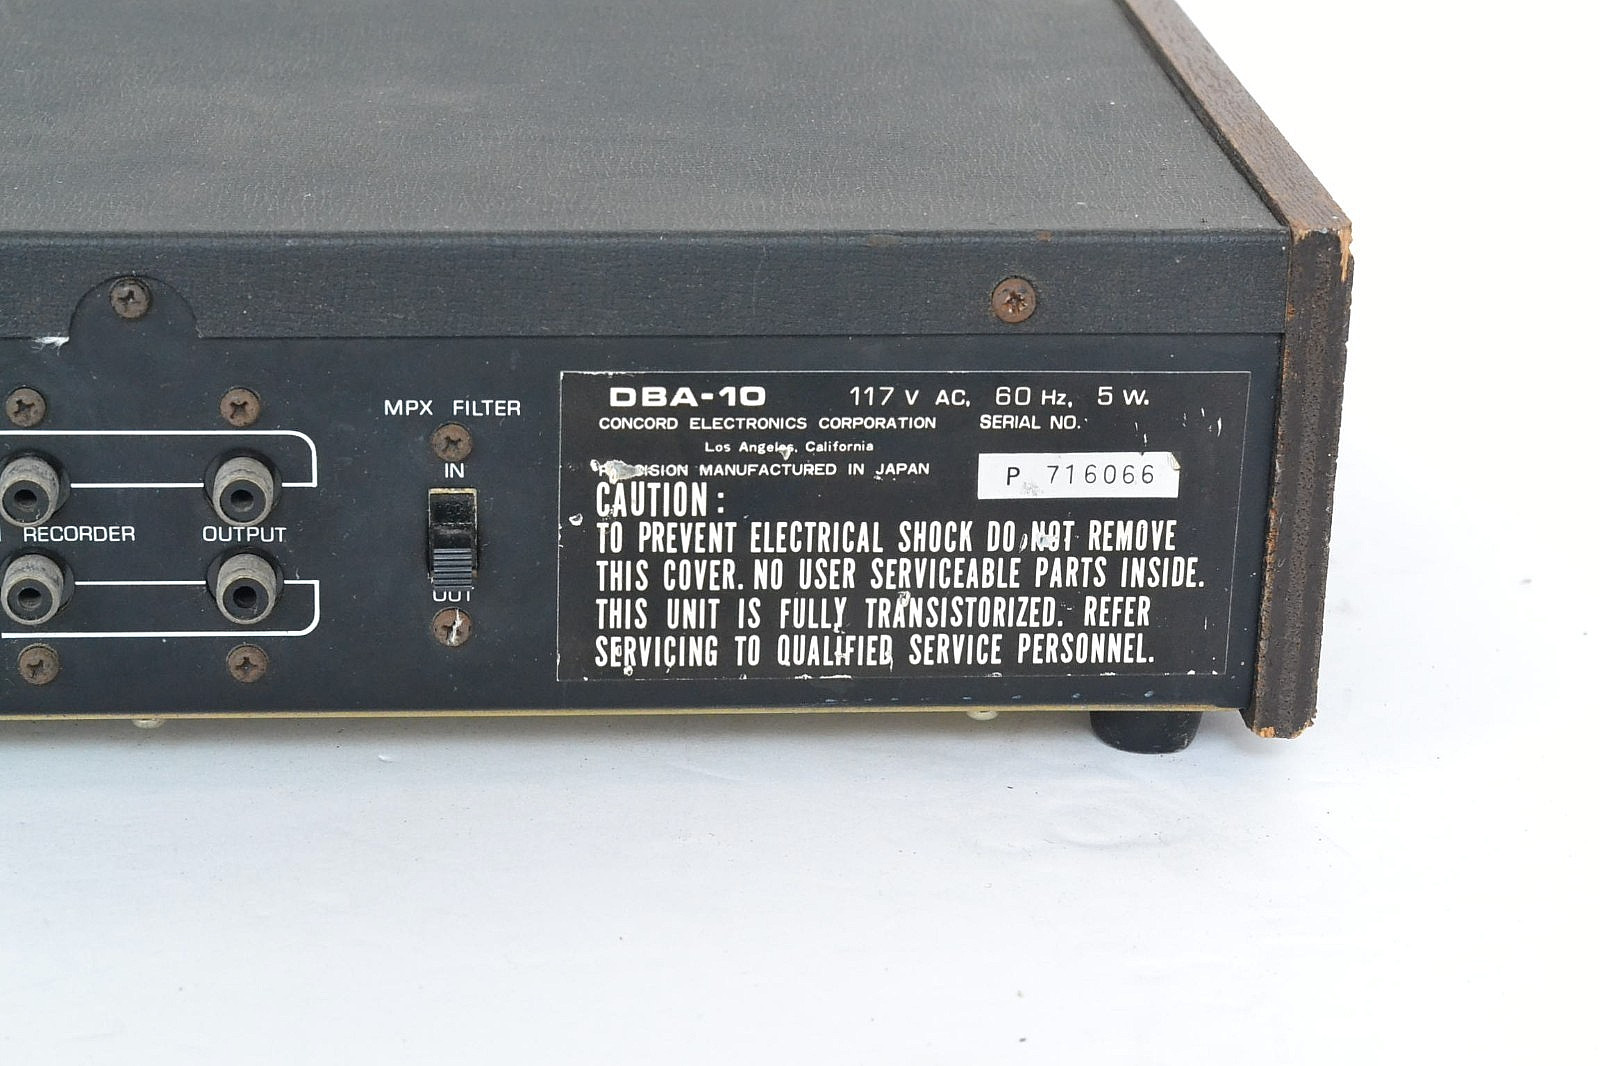 MPX FILTER
IN
OUT
RECORDER
OUTPUT
DBA-10 117 V AC, 60 Hz, 5 W.
CONCORD ELECTRONICS CORPORATION SERIAL NO.
Los Angeles, California
PRECISION MANUFACTURED IN JAPAN
P 716066
CAUTION:
TO PREVENT ELECTRICAL SHOCK DO NOT REMOVE
THIS COVER. NO USER SERVICEABLE PARTS INSIDE.
THIS UNIT IS FULLY TRANSISTORIZED. REFER
SERVICING TO QUALIFIED SERVICE PERSONNEL.